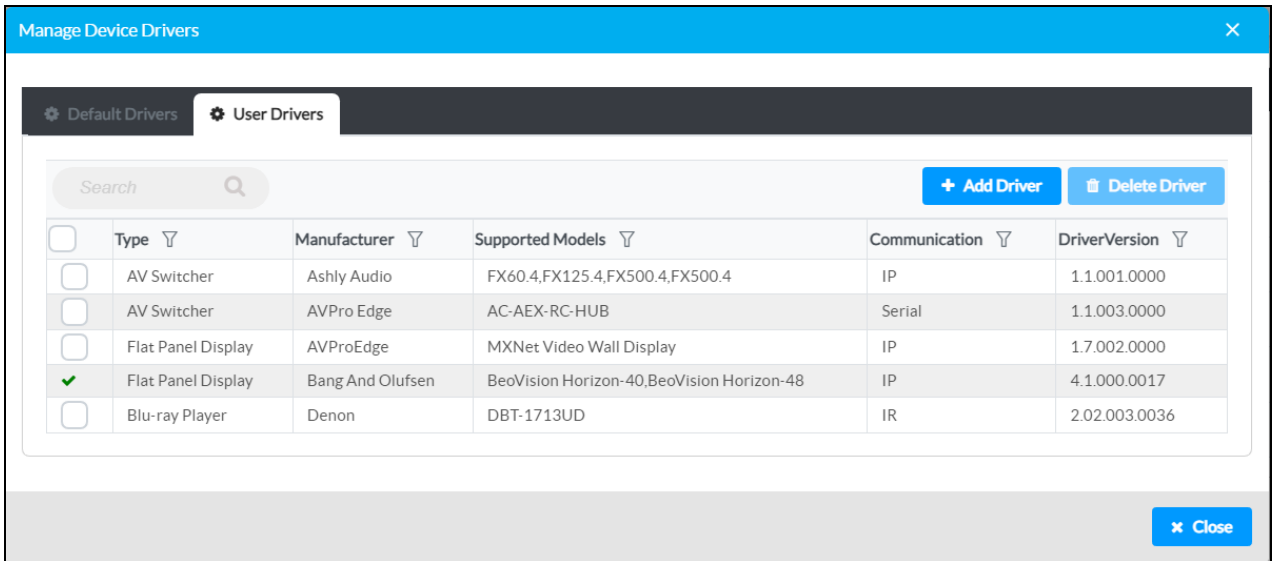 Manage Device Drivers
Default Drivers User Drivers
Search Add Driver Delete Driver
Type Manufacturer Supported Models Communication DriverVersion
AV Switcher Ashly Audio FX60.4,FX125.4,FX500.4,FX500.4 IP 1.1.001.0000
AV Switcher AVPro Edge AC-AEX-RC-HUB Serial 1.1.003.0000
Flat Panel Display AVProEdge MXNet Video Wall Display IP 1.7.002.0000
Flat Panel Display Bang And Olufsen BeoVision Horizon-40,BeoVision Horizon-48 IP 4.1.000.0017
Blu-ray Player Denon DBT-1713UD IR 2.02.003.0036
Close